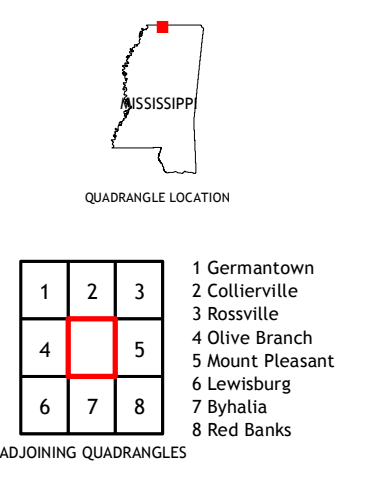 MISSISSIPPI
QUADRANGLE LOCATION
1 2 3
4 5
6 7 8
1 Germantown
2 Collierville
3 Rossville
4 Olive Branch
5 Mount Pleasant
6 Lewisburg
7 Byhalia
8 Red Banks
ADJOINING QUADRANGLES